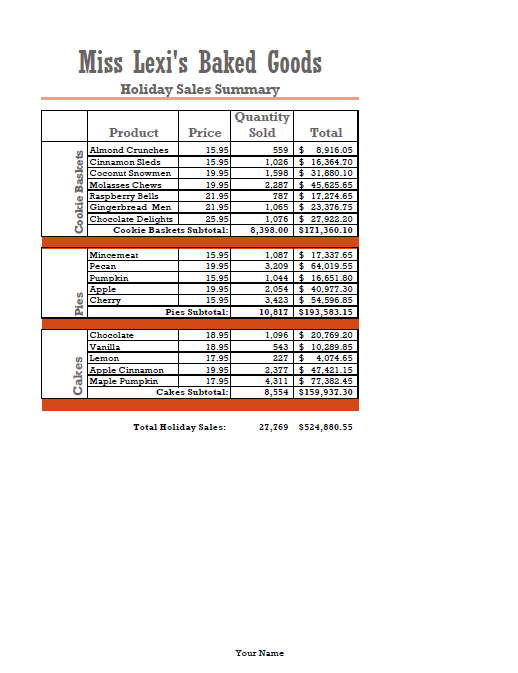 Miss Lexi's Baked Goods
Holiday Sales Summary
Product Price Quantity Sold Total
Cookie Baskets
Almond Crunches 15.95 559 $ 8,916.05
Cinnamon Sleds 15.95 1,026 $ 16,364.70
Coconut Snowmen 19.95 1,598 $ 31,880.10
Molasses Chews 19.95 2,287 $ 45,625.65
Raspberry Bells 21.95 787 $ 17,274.65
Gingerbread Men 21.95 1,065 $ 23,376.75
Chocolate Delights 25.95 1,076 $ 27,922.20
Cookie Baskets Subtotal: 8,398.00 $171,360.10
Pies
Mincemeat 15.95 1,087 $ 17,337.65
Pecan 19.95 3,209 $ 64,019.55
Pumpkin 15.95 1,044 $ 16,651.80
Apple 19.95 2,054 $ 40,977.30
Cherry 15.95 3,423 $ 54,596.85
Pies Subtotal: 10,817 $193,583.15
Cakes
Chocolate 18.95 1,096 $ 20,769.20
Vanilla 18.95 543 $ 10,289.85
Lemon 17.95 227 $ 4,074.65
Apple Cinnamon 19.95 2,377 $ 47,421.15
Maple Pumpkin 17.95 4,311 $ 77,382.45
Cakes Subtotal: 8,554 $159,937.30
Total Holiday Sales: 27,769 $524,880.55
Your Name